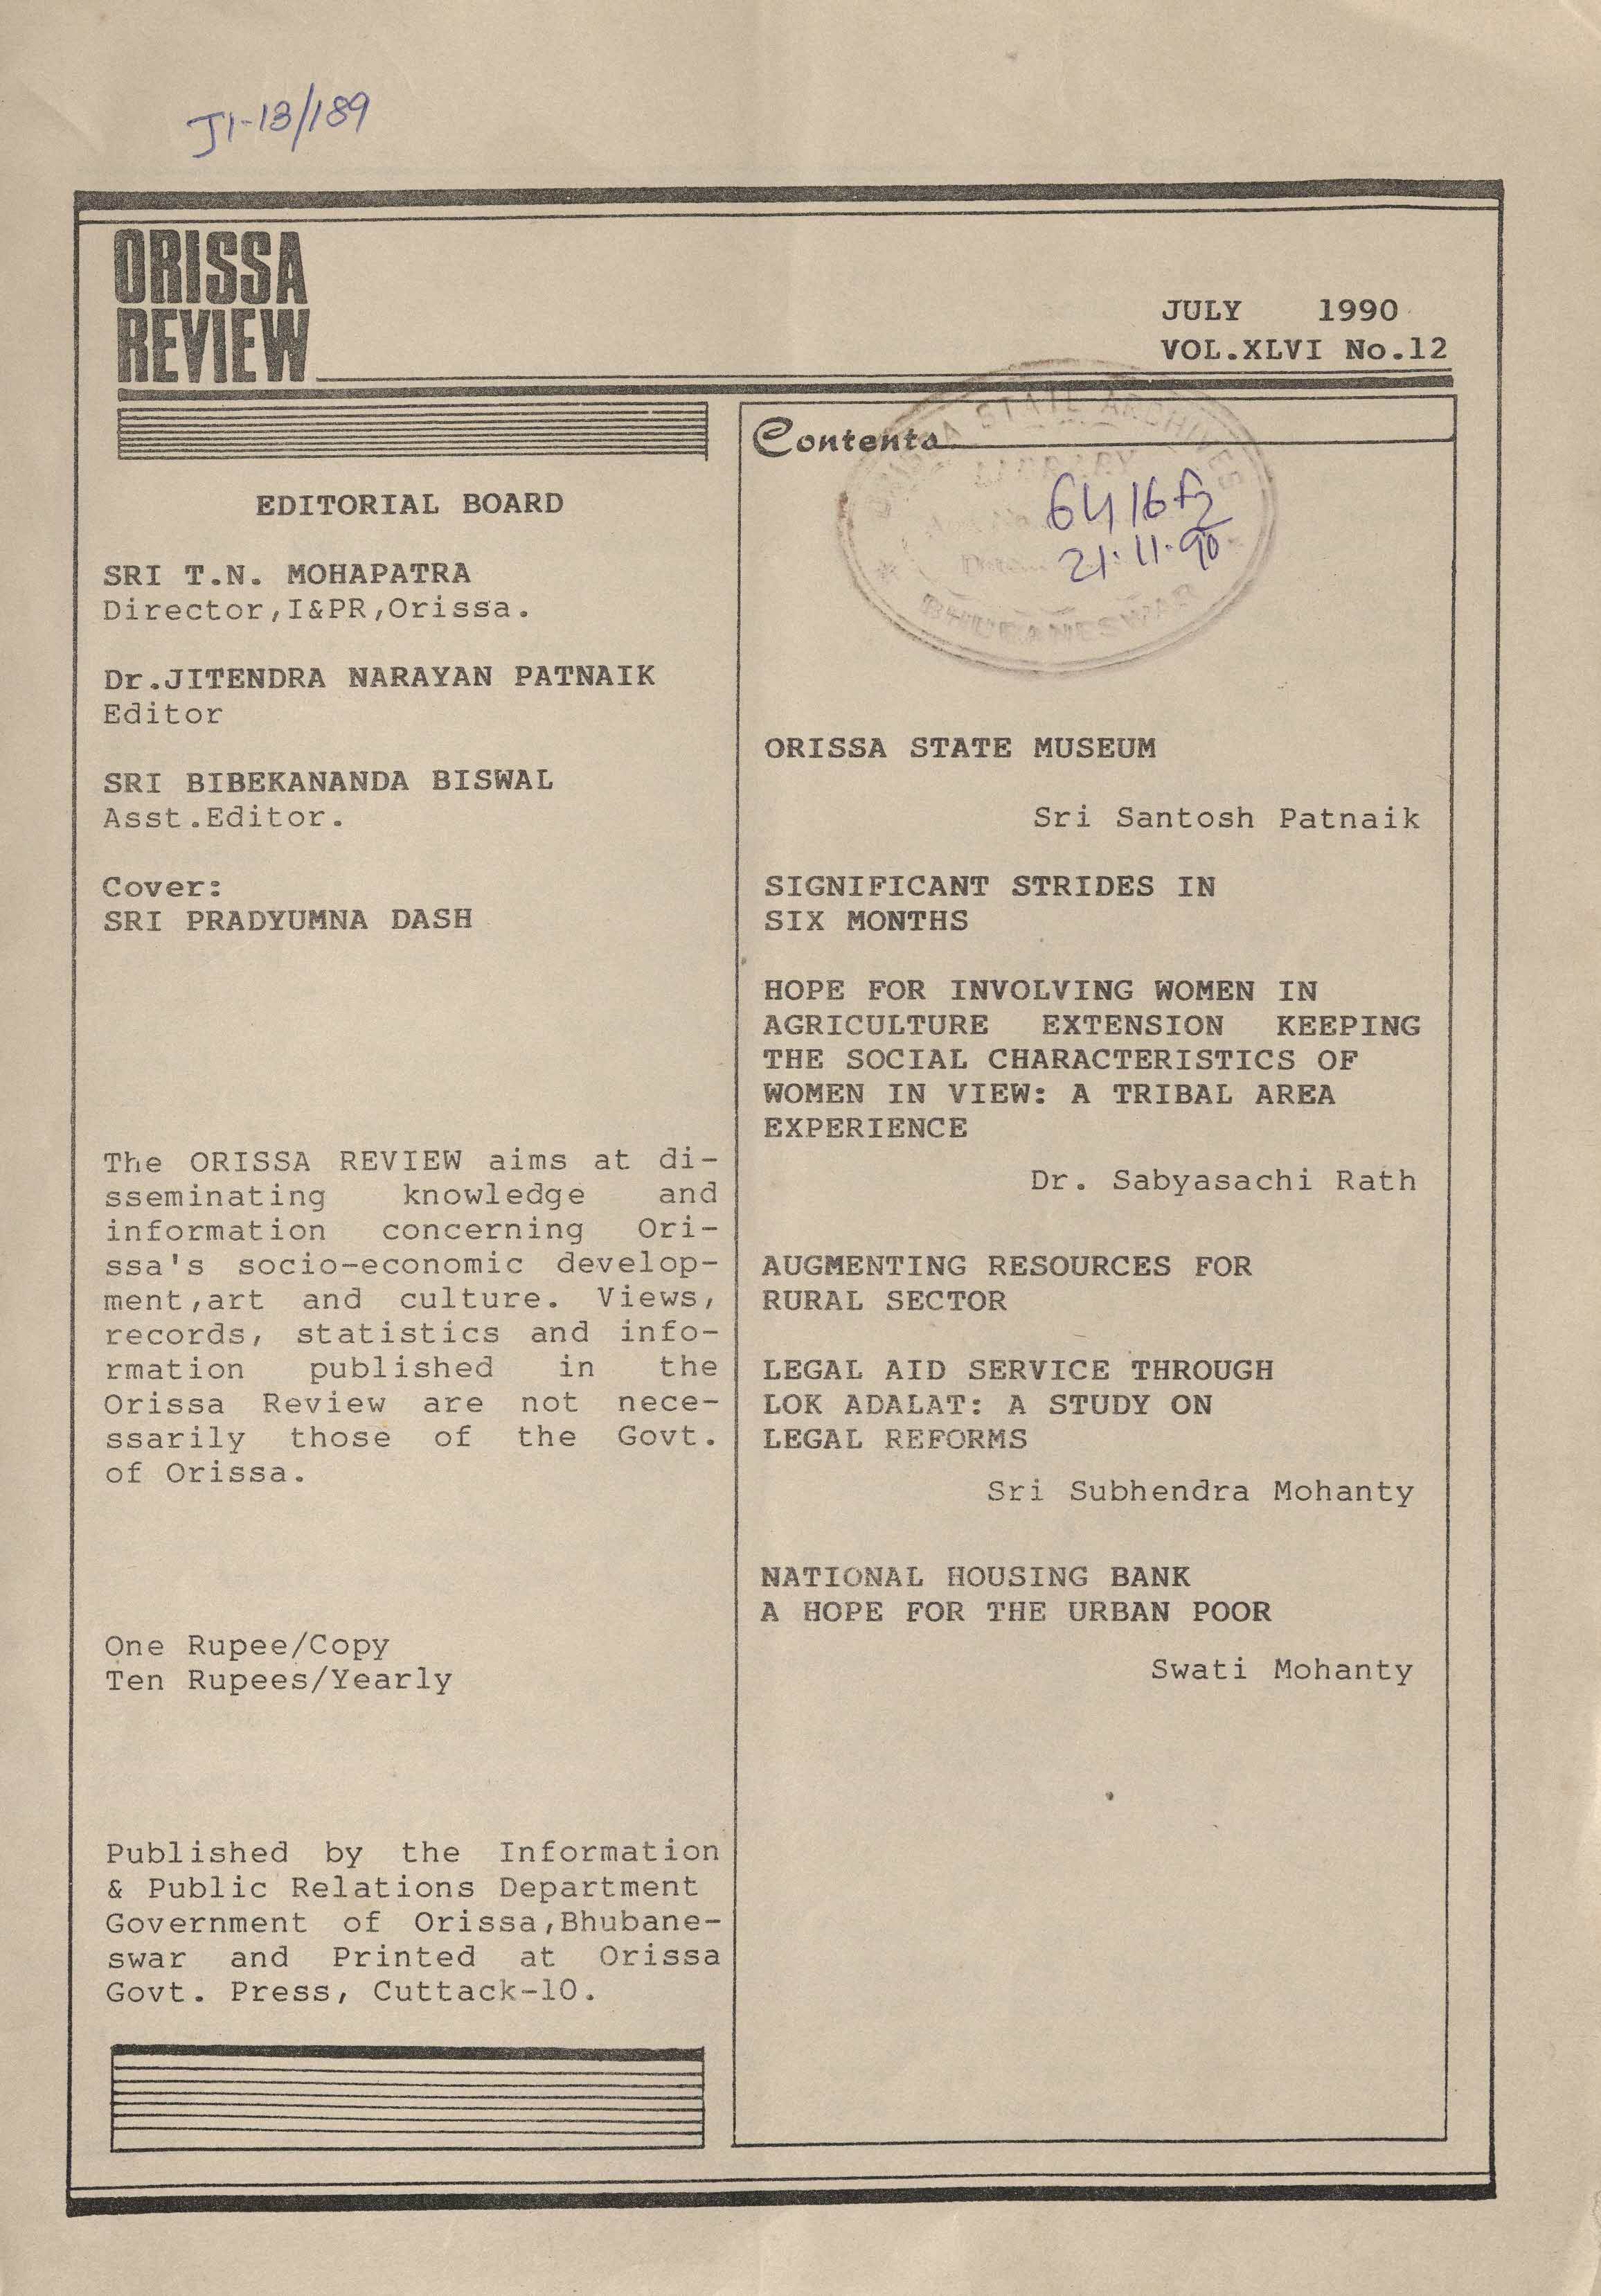 J1-13/189
ORISSA
REVIEW
JULY 1990
VOL.XLVI No.12
EDITORIAL BOARD
SRI T.N. MOHAPATRA
Director,I&PR,Orissa.
Dr.JITENDRA NARAYAN PATNAIK
Editor
SRI BIBEKANANDA BISWAL
Asst.Editor.
Cover:
SRI PRADYUMNA DASH
The ORISSA REVIEW aims at di-
sseminating knowledge and
information concerning Ori-
ssa's socio-economic develop-
ment,art and culture. Views,
records, statistics and info-
rmation published in the
Orissa Review are not nece-
ssarily those of the Govt.
of Orissa.
One Rupee/Copy
Ten Rupees/Yearly
Published by the Information
& Public Relations Department
Government of Orissa,Bhubane-
swar and Printed at Orissa
Govt. Press, Cuttack-10.
Contents
ORISSA STATE ARCHIVES
LIBRARY
21.11.90
BHUBANESWAR
ORISSA STATE MUSEUM
Sri Santosh Patnaik
SIGNIFICANT STRIDES IN
SIX MONTHS
HOPE FOR INVOLVING WOMEN IN
AGRICULTURE EXTENSION KEEPING
THE SOCIAL CHARACTERISTICS OF
WOMEN IN VIEW: A TRIBAL AREA
EXPERIENCE
Dr. Sabyasachi Rath
AUGMENTING RESOURCES FOR
RURAL SECTOR
LEGAL AID SERVICE THROUGH
LOK ADALAT: A STUDY ON
LEGAL REFORMS
Sri Subhendra Mohanty
NATIONAL HOUSING BANK
A HOPE FOR THE URBAN POOR
Swati Mohanty